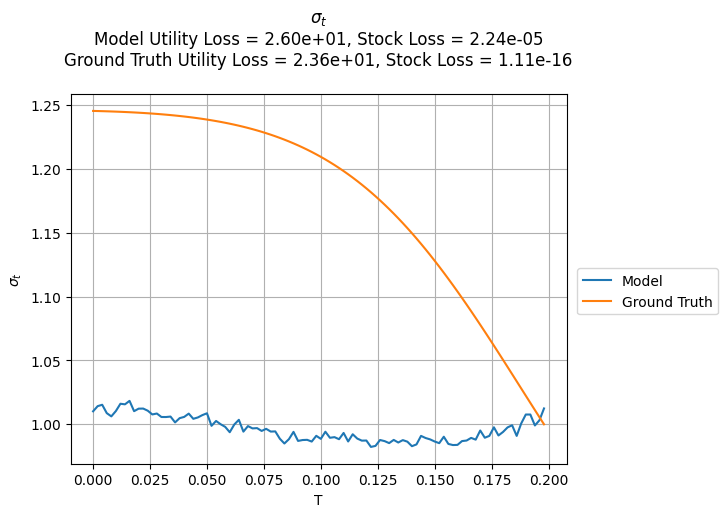 σₜ
Model Utility Loss = 2.60e+01, Stock Loss = 2.24e-05
Ground Truth Utility Loss = 2.36e+01, Stock Loss = 1.11e-16
1.25
1.20
1.15
1.10
1.05
1.00
σₜ
Model
Ground Truth
0.000 0.025 0.050 0.075 0.100 0.125 0.150 0.175 0.200
T